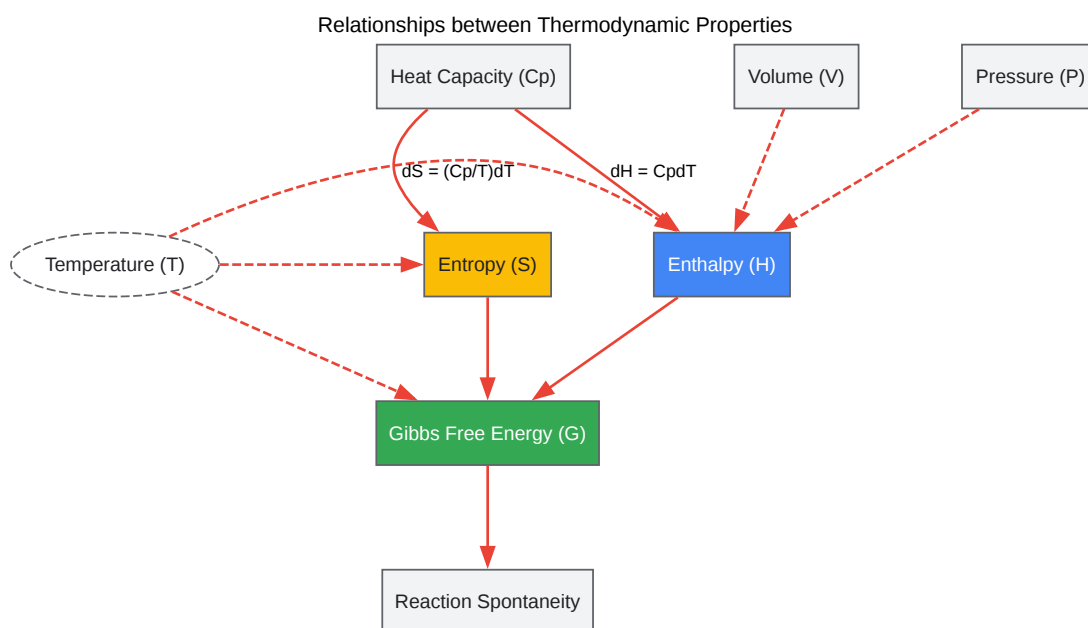 Relationships between Thermodynamic Properties
Heat Capacity (Cp)
Volume (V)
Pressure (P)
dS = (Cp/T)dT
dH = CpdT
Temperature (T)
Entropy (S)
Enthalpy (H)
Gibbs Free Energy (G)
Reaction Spontaneity